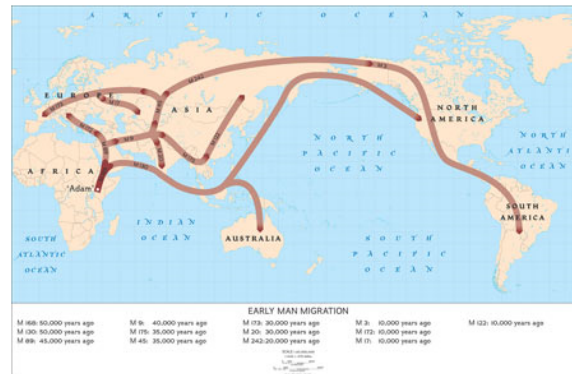 ARCTIC OCEAN
EUROPE
ASIA
NORTH
AMERICA
AFRICA
'Adam'
NORTH
PACIFIC
OCEAN
NORTH
ATLANTIC
OCEAN
INDIAN
OCEAN
AUSTRALIA
SOUTH
AMERICA
SOUTH
ATLANTIC
OCEAN
SOUTH
PACIFIC
OCEAN
M 242
M 3
M 130
EARLY MAN MIGRATION
M 168: 50,000 years ago
M 130: 50,000 years ago
M 89: 45,000 years ago
M 9: 40,000 years ago
M 175: 35,000 years ago
M 45: 35,000 years ago
M 173: 30,000 years ago
M 20: 30,000 years ago
M 242: 20,000 years ago
M 3: 10,000 years ago
M 172: 10,000 years ago
M 17: 10,000 years ago
M 122: 10,000 years ago